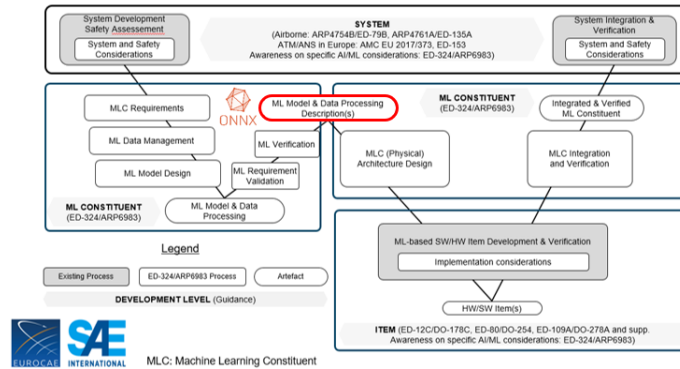 System Development
Safety Assessement
System and Safety
Considerations
SYSTEM
(Airborne: ARP4754B/ED-79B, ARP4761A/ED-135A
ATM/ANS in Europe: AMC EU 2017/373, ED-153
Awareness on specific AI/ML considerations: ED-324/ARP6983)
System Integration &
Verification
System and Safety
Considerations
MLC Requirements
ONNX
ML Model & Data Processing
Description(s)
ML CONSTITUENT
(ED-324/ARP6983)
Integrated & Verified
ML Constituent
ML Data Management
ML Verification
ML Model Design
ML Requirement
Validation
MLC (Physical)
Architecture Design
MLC Integration
and Verification
ML CONSTITUENT
(ED-324/ARP6983)
ML Model & Data
Processing
ML-based SW/HW Item Development & Verification
Implementation considerations
Legend
Existing Process
ED-324/ARP6983 Process
Artefact
DEVELOPMENT LEVEL (Guidance)
HW/SW Item(s)
ITEM (ED-12C/DO-178C, ED-80/DO-254, ED-109A/DO-278A and supp.
Awareness on specific AI/ML considerations: ED-324/ARP6983)
EUROCAE
SAE
INTERNATIONAL
MLC: Machine Learning Constituent